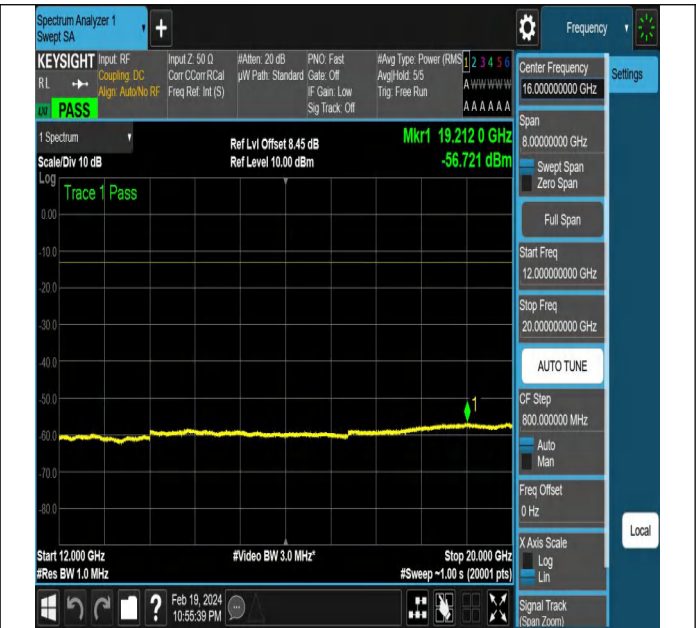 Spectrum Analyzer 1
Swept SA
Frequency
KEYSIGHT
RL
PASS
Input: RF
Coupling: DC
Align: Auto/No RF
Input Z: 50 Ω
Corr CCorr RCal
Freq Ref: Int (S)
#Atten: 20 dB
µW Path: Standard
PNO: Fast
Gate: Off
IF Gain: Low
Sig Track: Off
#Avg Type: Power (RMS
Avg|Hold: 5/5
Trig: Free Run
1 2 3 4 5 6
A W W W W W
A A A A A A
Center Frequency
16.000000000 GHz
Settings
1 Spectrum
Ref Lvl Offset 8.45 dB
Mkr1 19.212 0 GHz
Scale/Div 10 dB
Ref Level 10.00 dBm
-56.721 dBm
Log
Trace 1 Pass
0.00
-10.0
-20.0
-30.0
-40.0
-50.0
-60.0
-70.0
-80.0
1
Start 12.000 GHz
#Video BW 3.0 MHz*
Stop 20.000 GHz
#Res BW 1.0 MHz
#Sweep ~1.00 s (20001 pts)
Span
8.00000000 GHz
Swept Span
Zero Span
Full Span
Start Freq
12.000000000 GHz
Stop Freq
20.000000000 GHz
AUTO TUNE
CF Step
800.000000 MHz
Auto
Man
Freq Offset
0 Hz
X Axis Scale
Log
Lin
Local
Signal Track
(Span Zoom)
?
Feb 19, 2024
10:55:39 PM